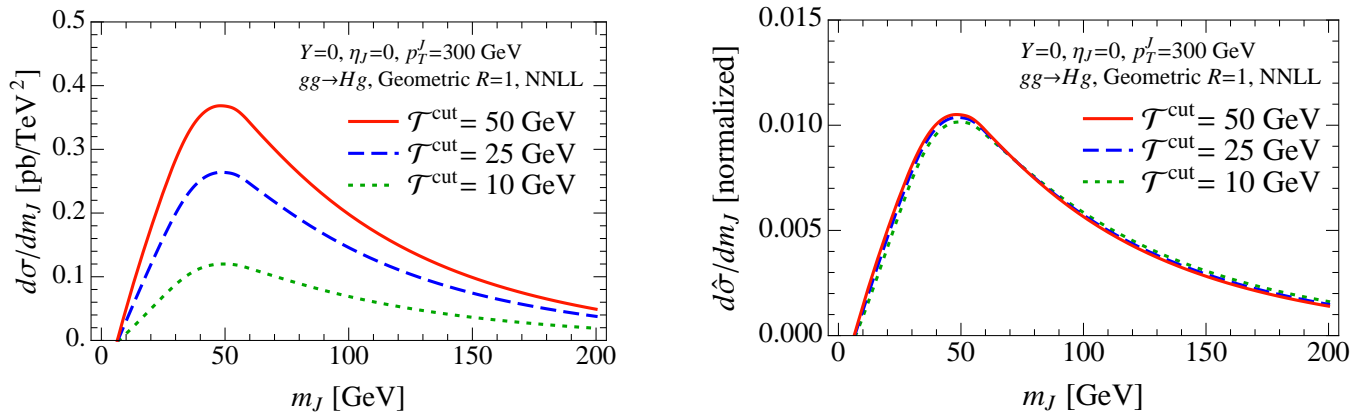 0.5
0.4
0.3
0.2
0.1
0.
0
50
100
150
200
dσ/dm_J [pb/TeV²]
m_J [GeV]
Y=0, η_J=0, p_T^J=300 GeV
gg→Hg, Geometric R=1, NNLL
𝒯^cut = 50 GeV
𝒯^cut = 25 GeV
𝒯^cut = 10 GeV
0.015
0.010
0.005
0.000
0
50
100
150
200
dσ̂/dm_J [normalized]
m_J [GeV]
Y=0, η_J=0, p_T^J=300 GeV
gg→Hg, Geometric R=1, NNLL
𝒯^cut = 50 GeV
𝒯^cut = 25 GeV
𝒯^cut = 10 GeV